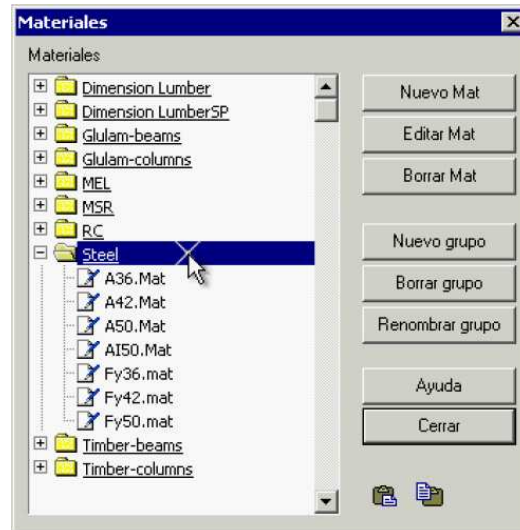 Materiales
Materiales
Dimension Lumber
Dimension LumberSP
Glulam-beams
Glulam-columns
MEL
MSR
RC
Steel
A36.Mat
A42.Mat
A50.Mat
AI50.Mat
Fy36.mat
Fy42.mat
Fy50.mat
Timber-beams
Timber-columns
Nuevo Mat
Editar Mat
Borrar Mat
Nuevo grupo
Borrar grupo
Renombrar grupo
Ayuda
Cerrar